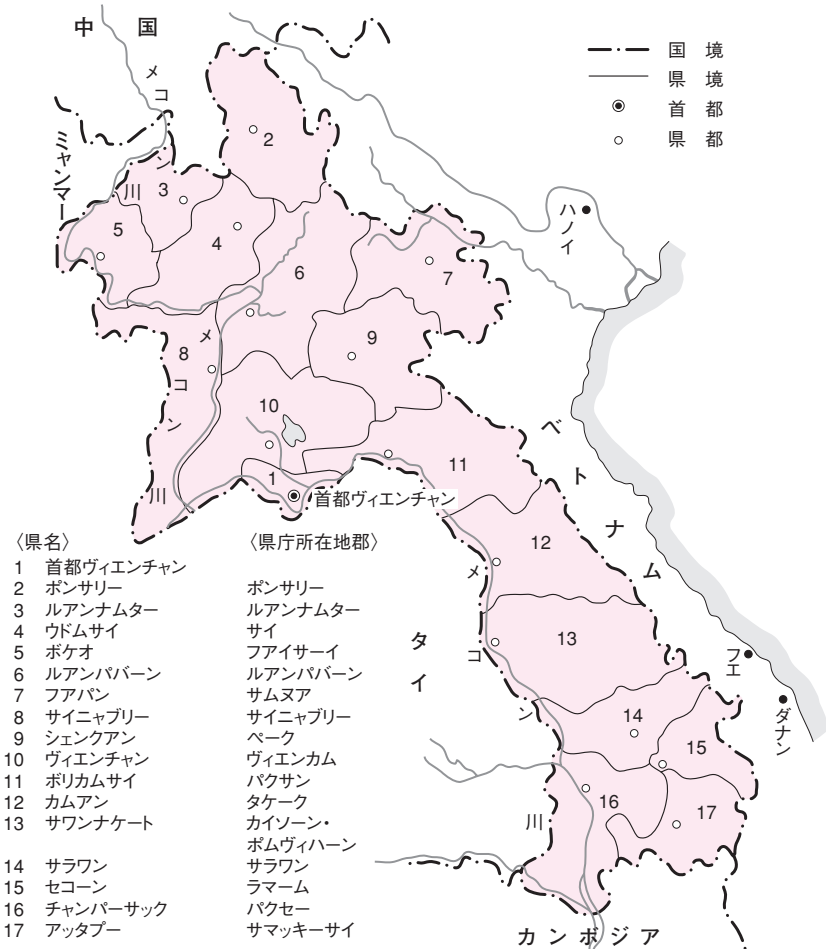 中国
メコン川
ミャンマー
国境
県境
首都
県都
2
3
5
4
6
7
ハノイ
8
9
メコン川
10
1
首都ヴィエンチャン
11
ベトナム
12
メコン川
13
タイ
フエ
ダナン
14
15
16
17
カンボジア
〈県名〉 〈県庁所在地郡〉
1 首都ヴィエンチャン
2 ポンサリー ポンサリー
3 ルアンナムター ルアンナムター
4 ウドムサイ サイ
5 ボケオ フアイサーイ
6 ルアンパバーン ルアンパバーン
7 フアパン サムヌア
8 サイニャブリー サイニャブリー
9 シェンクアン ペーク
10 ヴィエンチャン ヴィエンカム
11 ボリカムサイ パクサン
12 カムアン タケーク
13 サワンナケート カイソーン・
ポムヴィハーン
14 サラワン サラワン
15 セコーン ラマーム
16 チャンパーサック パクセー
17 アッタプー サマッキーサイ